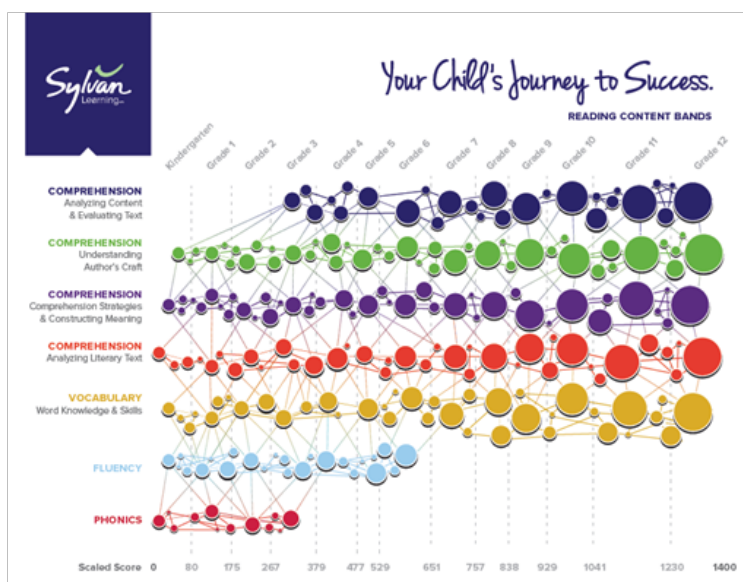 Sylvan
Learning
Your Child's Journey to Success.
READING CONTENT BANDS
Kindergarten
Grade 1
Grade 2
Grade 3
Grade 4
Grade 5
Grade 6
Grade 7
Grade 8
Grade 9
Grade 10
Grade 11
Grade 12
COMPREHENSION
Analyzing Content
& Evaluating Text
COMPREHENSION
Understanding
Author's Craft
COMPREHENSION
Comprehension Strategies
& Constructing Meaning
COMPREHENSION
Analyzing Literary Text
VOCABULARY
Word Knowledge & Skills
FLUENCY
PHONICS
Scaled Score 0 80 175 267 379 477 529 651 757 838 929 1041 1230 1400